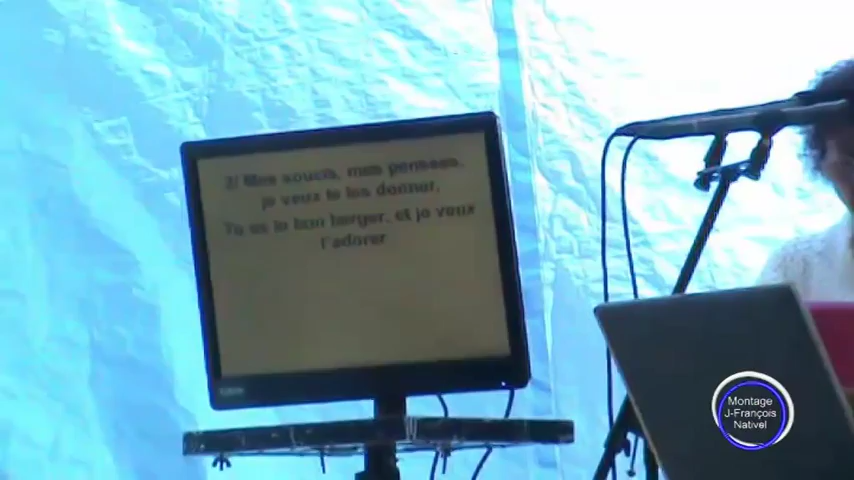 2/ Mes soucis, mes pensées,
je veux te les donner,
Tu es le bon berger, et je veux
t'adorer
Montage
J-François
Nativel